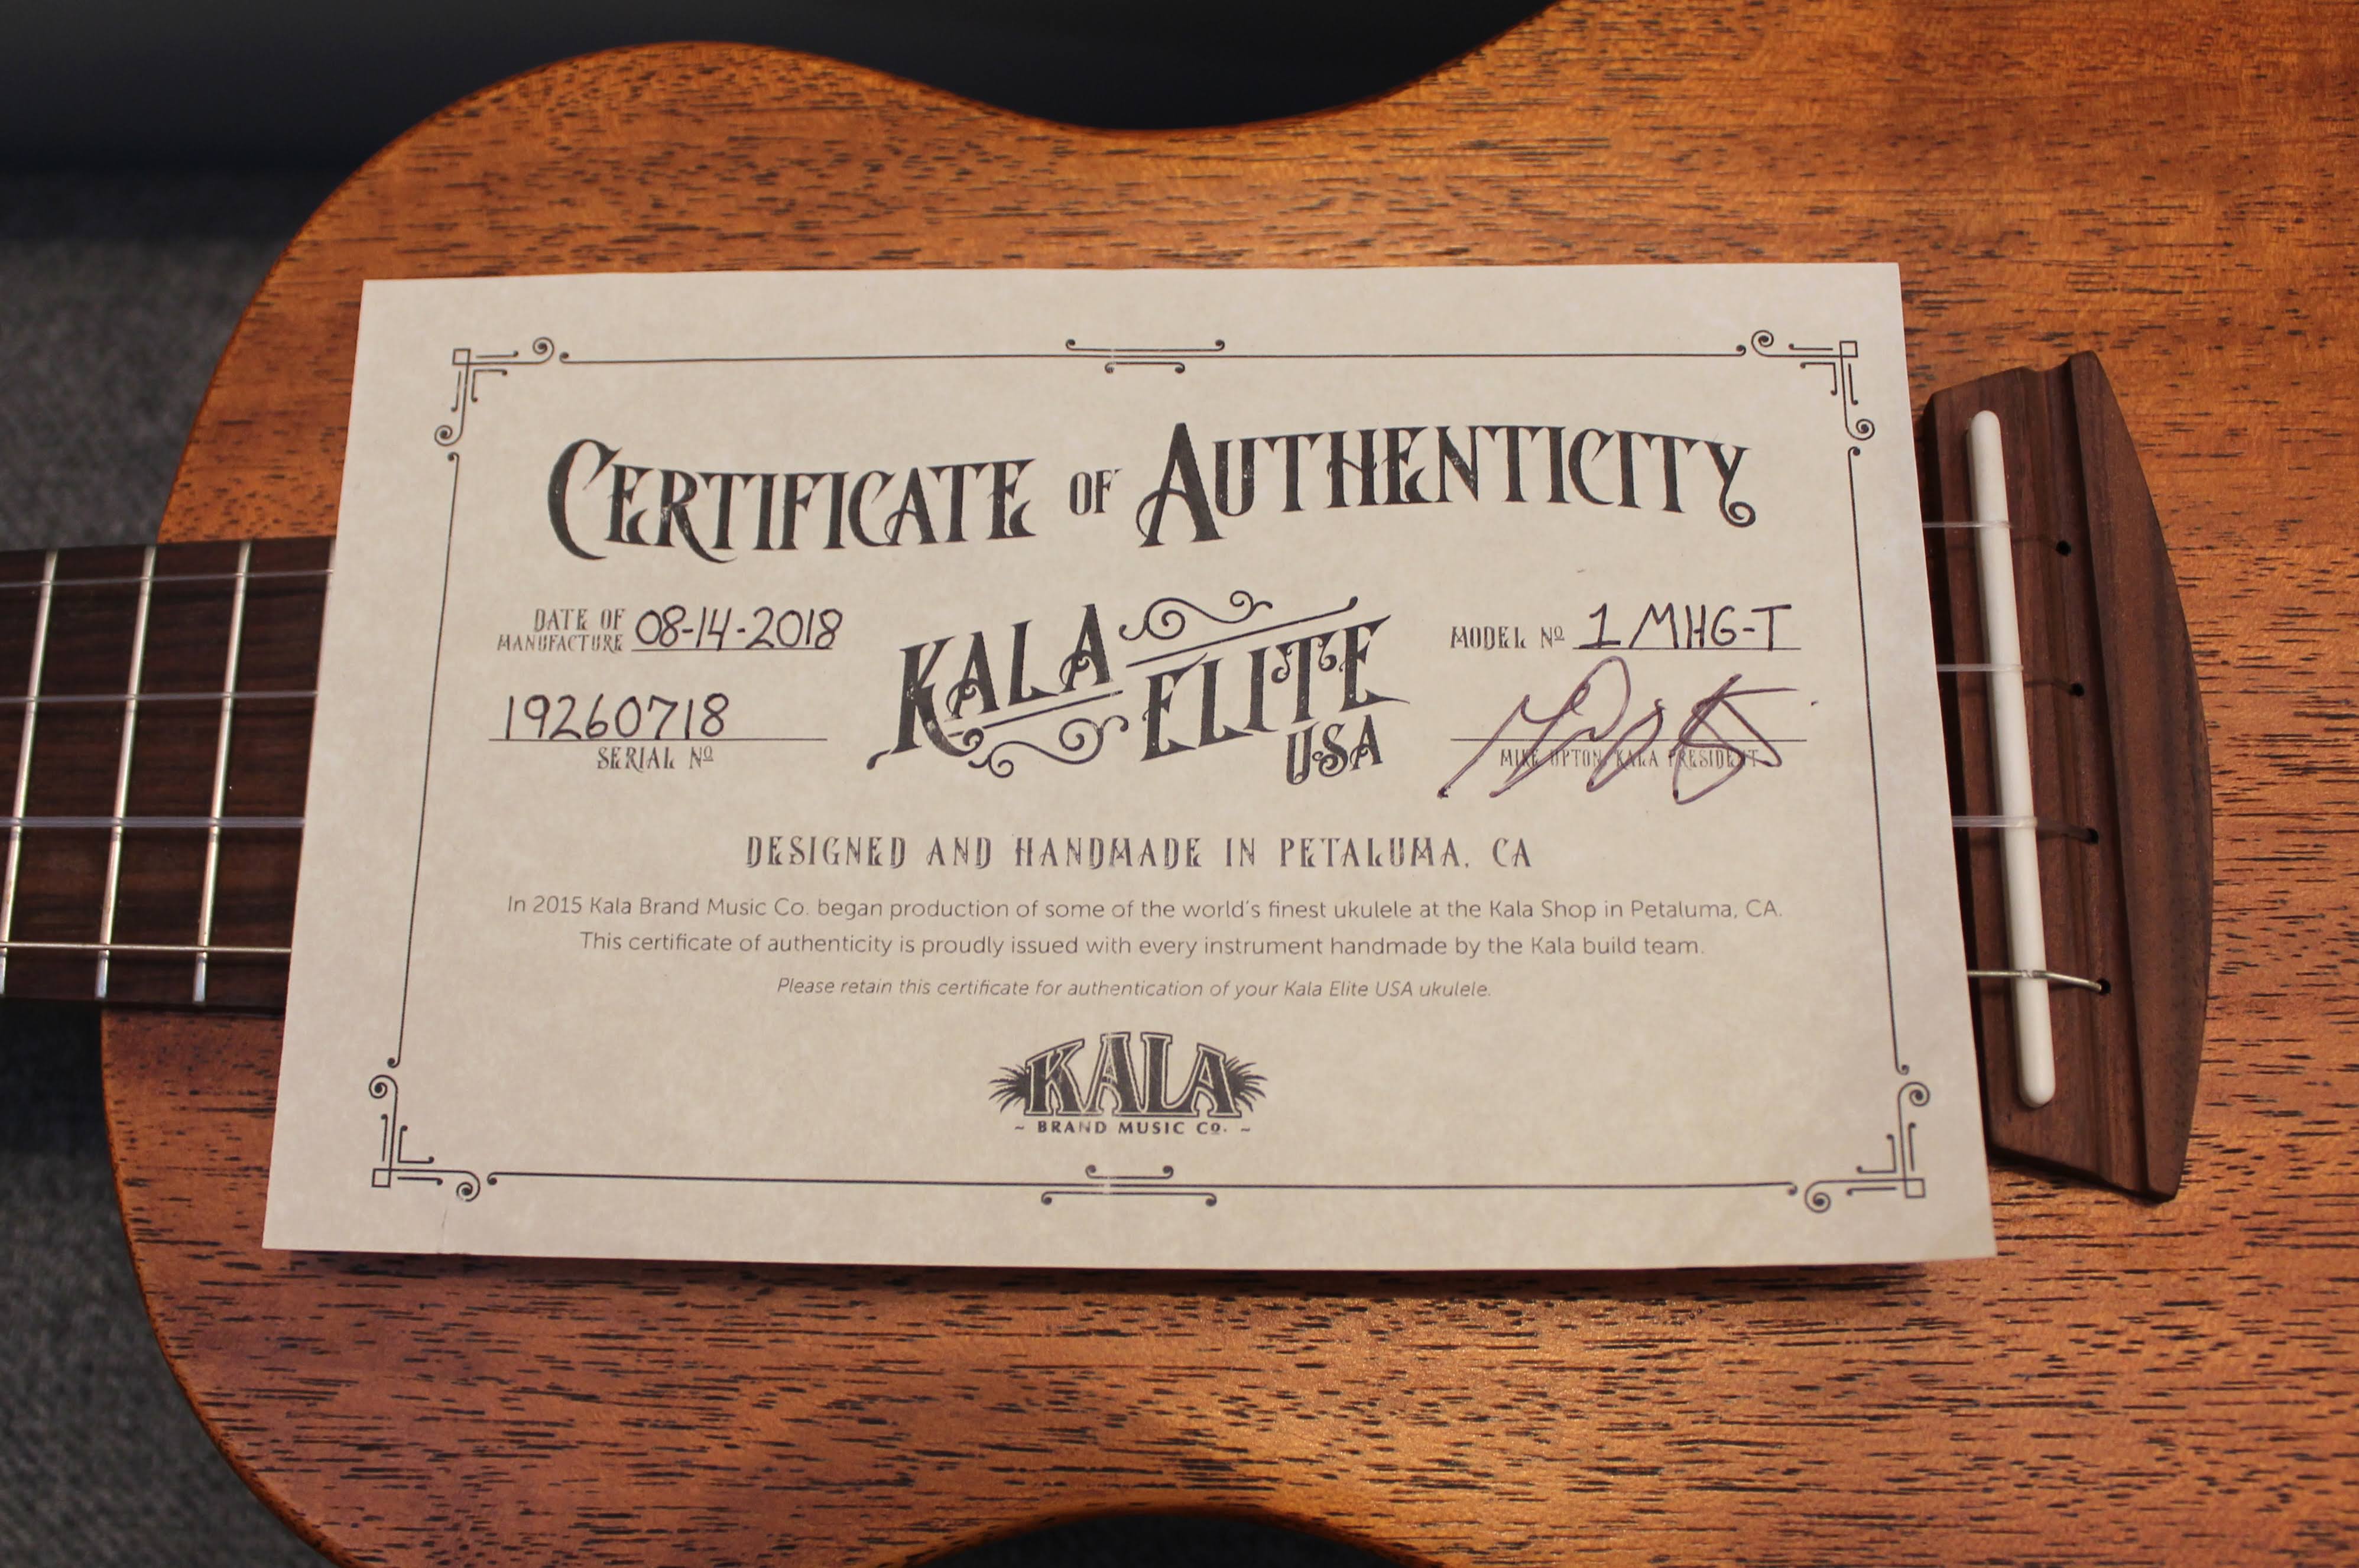 CERTIFICATE OF AUTHENTICITY
DATE OF MANUFACTURE 08-14-2018
KALA ELITE USA
MODEL Nº 1 MHG-T
19260718
SERIAL Nº
MIKE UPTON, KALA PRESIDENT
DESIGNED AND HANDMADE IN PETALUMA, CA
In 2015 Kala Brand Music Co. began production of some of the world's finest ukulele at the Kala Shop in Petaluma, CA.
This certificate of authenticity is proudly issued with every instrument handmade by the Kala build team.
Please retain this certificate for authentication of your Kala Elite USA ukulele.
KALA
~ BRAND MUSIC Co. ~